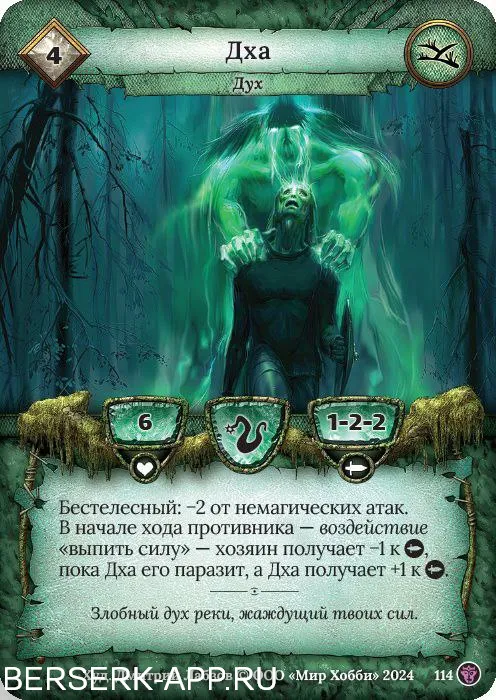 4
Дха
Дух
6
1-2-2
Бестелесный: −2 от немагических атак.
В начале хода противника — воздействие
«выпить силу» — хозяин получает −1 к ,
пока Дха его паразит, а Дха получает +1 к .
Злобный дух реки, жаждущий твоих сил.
Худ. Дмитрий © ООО «Мир Хобби» 2024 114
BERSERK-APP.RU